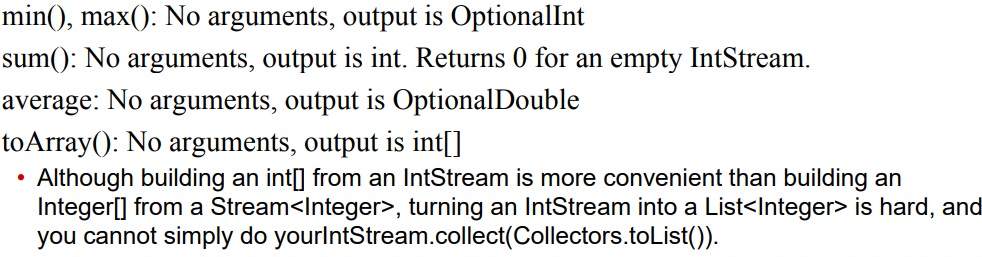 min(), max(): No arguments, output is OptionalInt
sum(): No arguments, output is int. Returns 0 for an empty IntStream.
average: No arguments, output is OptionalDouble
toArray(): No arguments, output is int[]
• Although building an int[] from an IntStream is more convenient than building an
Integer[] from a Stream<Integer>, turning an IntStream into a List<Integer> is hard, and
you cannot simply do yourIntStream.collect(Collectors.toList()).